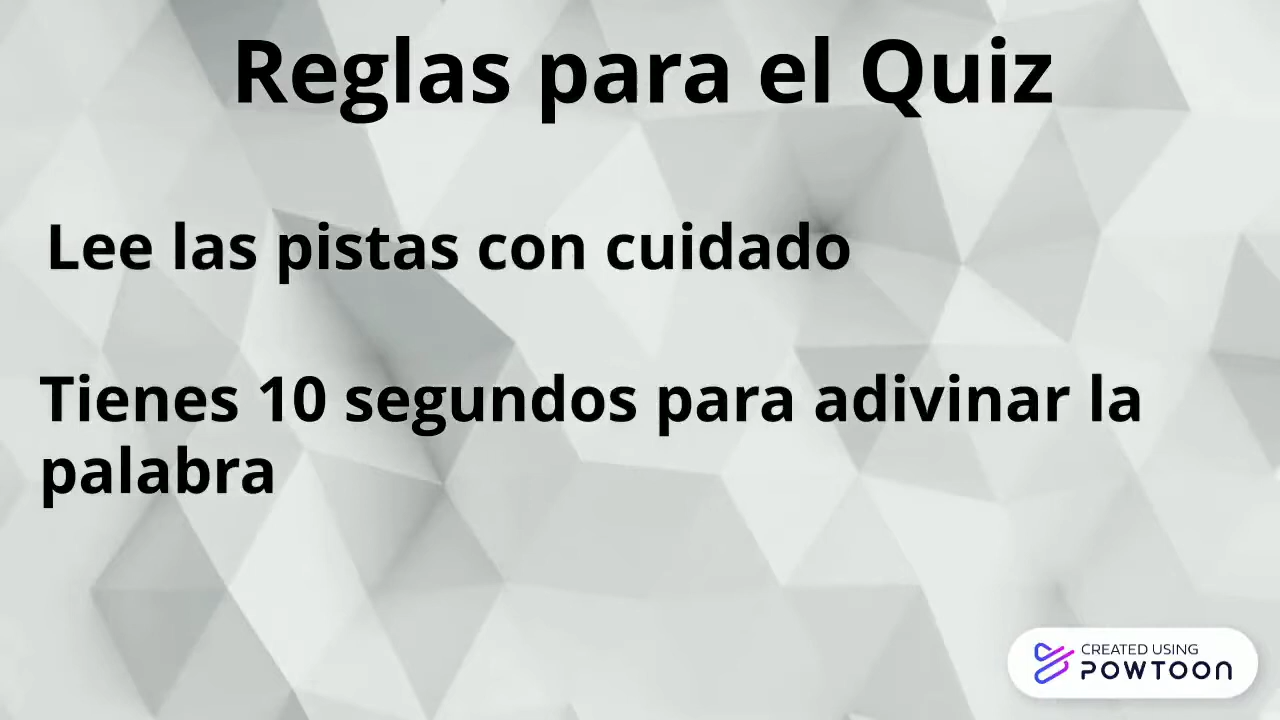 Reglas para el Quiz
Lee las pistas con cuidado
Tienes 10 segundos para adivinar la
palabra
CREATED USING
POWTOON